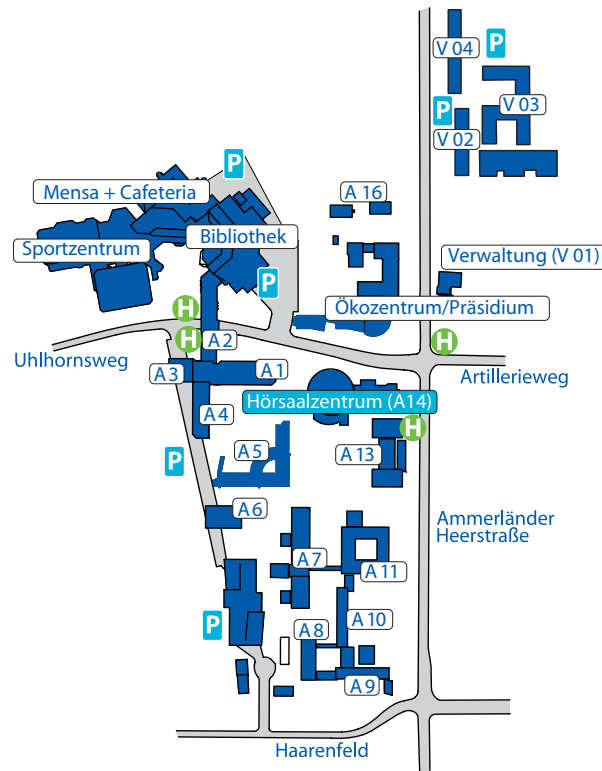 V 04
P
V 03
P
V 02
P
Mensa + Cafeteria
A 16
Bibliothek
Sportzentrum
Verwaltung (V 01)
P
Ökozentrum/Präsidium
H
H
A 2
H
Uhlhornsweg
A 3
A 1
Artillerieweg
Hörsaalzentrum (A14)
A 4
H
A 5
A 13
P
A 6
Ammerländer
Heerstraße
A 7
A 11
A 10
P
A 8
A 9
Haarenfeld